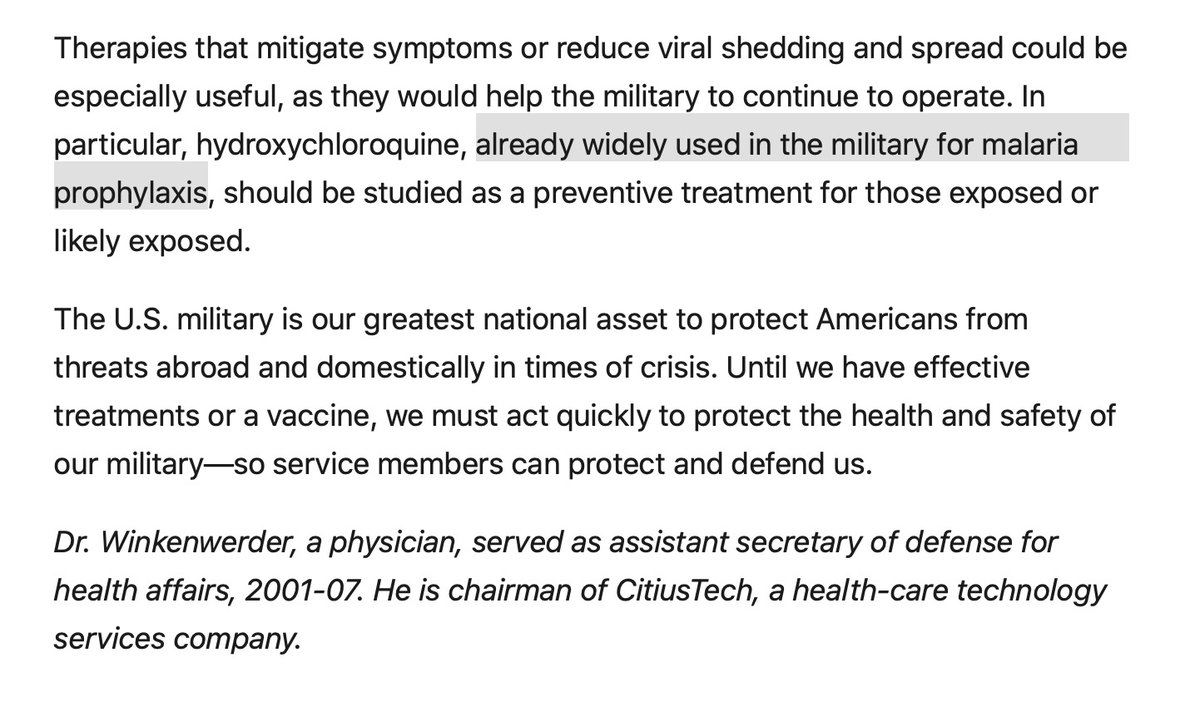 Therapies that mitigate symptoms or reduce viral shedding and spread could be
especially useful, as they would help the military to continue to operate. In
particular, hydroxychloroquine, already widely used in the military for malaria
prophylaxis, should be studied as a preventive treatment for those exposed or
likely exposed.
The U.S. military is our greatest national asset to protect Americans from
threats abroad and domestically in times of crisis. Until we have effective
treatments or a vaccine, we must act quickly to protect the health and safety of
our military—so service members can protect and defend us.
Dr. Winkenwerder, a physician, served as assistant secretary of defense for
health affairs, 2001-07. He is chairman of CitiusTech, a health-care technology
services company.